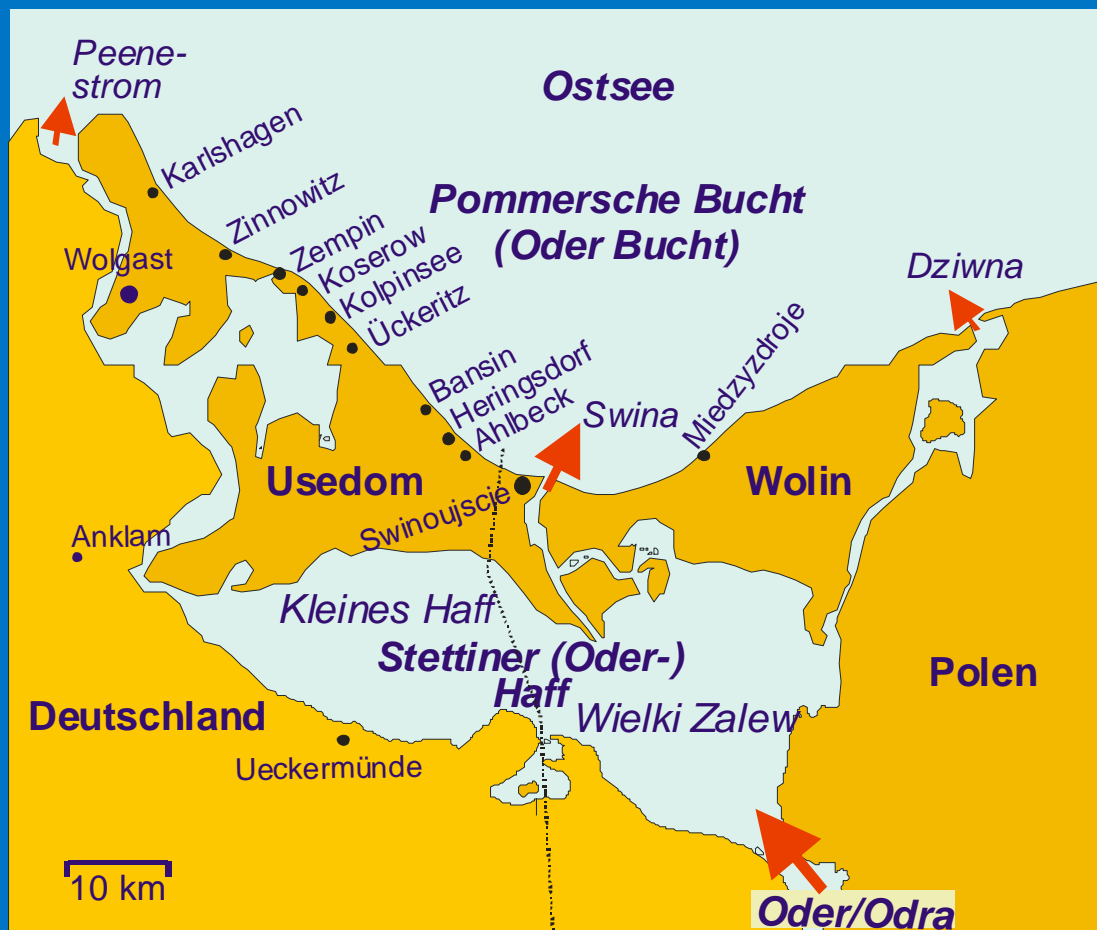 Peene-
strom
Ostsee
Karlshagen
Pommersche Bucht
(Oder Bucht)
Zinnowitz
Zempin
Koserow
Kolpinsee
Ückeritz
Wolgast
Dziwna
Bansin
Heringsdorf
Ahlbeck
Swina
Miedzyzdroje
Usedom
Wolin
Swinoujscie
Anklam
Kleines Haff
Stettiner (Oder-)
Haff
Polen
Deutschland
Wielki Zalew
Ueckermünde
10 km
Oder/Odra